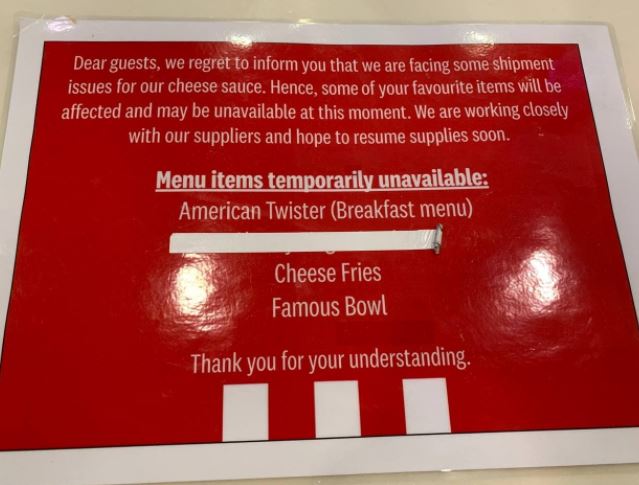 Dear guests, we regret to inform you that we are facing some shipment
issues for our cheese sauce. Hence, some of your favourite items will be
affected and may be unavailable at this moment. We are working closely
with our suppliers and hope to resume supplies soon.
Menu items temporarily unavailable:
American Twister (Breakfast menu)
Cheese Fries
Famous Bowl
Thank you for your understanding.